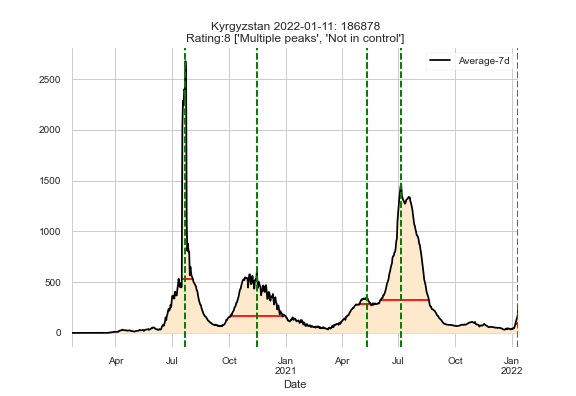 Kyrgyzstan 2022-01-11: 186878
Rating:8 ['Multiple peaks', 'Not in control']
Average-7d
2500
2000
1500
1000
500
0
Apr Jul Oct Jan Apr Jul Oct Jan
2021 2022
Date